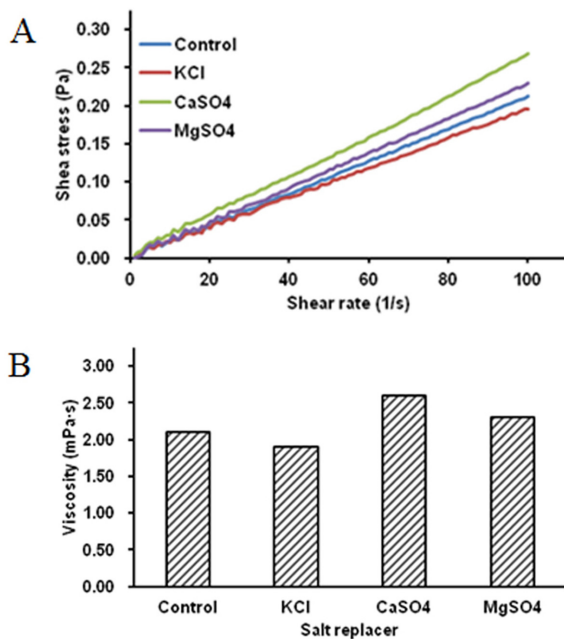 A
0.30
0.25
0.20
0.15
0.10
0.05
0.00
Shea stress (Pa)
Control
KCl
CaSO4
MgSO4
0 20 40 60 80 100
Shear rate (1/s)
B
3.00
2.50
2.00
1.50
1.00
0.50
0.00
Viscosity (mPa·s)
Control KCl CaSO4 MgSO4
Salt replacer